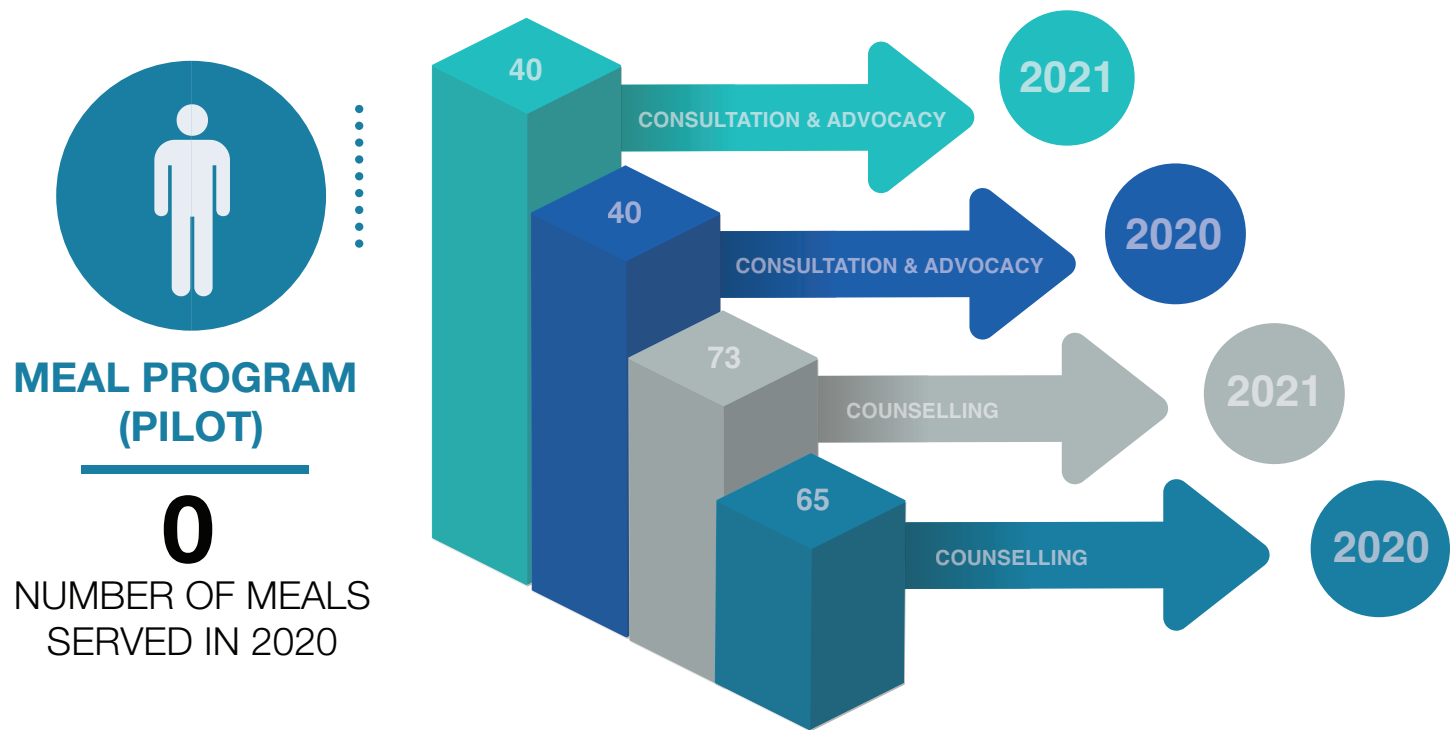 MEAL PROGRAM
(PILOT)
0
NUMBER OF MEALS
SERVED IN 2020
40
CONSULTATION & ADVOCACY
2021
40
CONSULTATION & ADVOCACY
2020
73
COUNSELLING
2021
65
COUNSELLING
2020